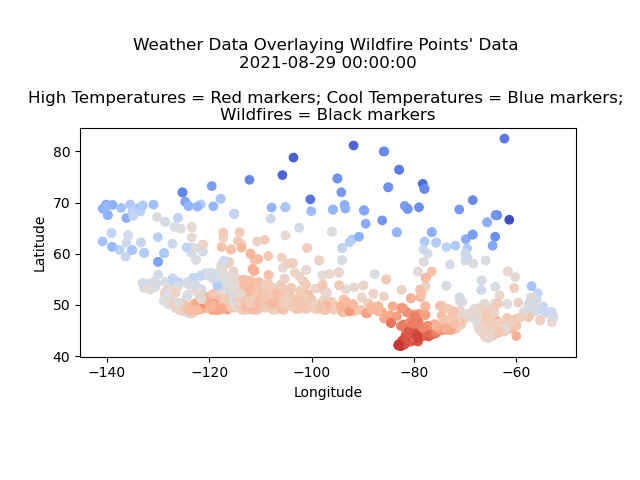 Weather Data Overlaying Wildfire Points' Data
2021-08-29 00:00:00
High Temperatures = Red markers; Cool Temperatures = Blue markers;
Wildfires = Black markers
80
70
60
50
40
Latitude
−140 −120 −100 −80 −60
Longitude